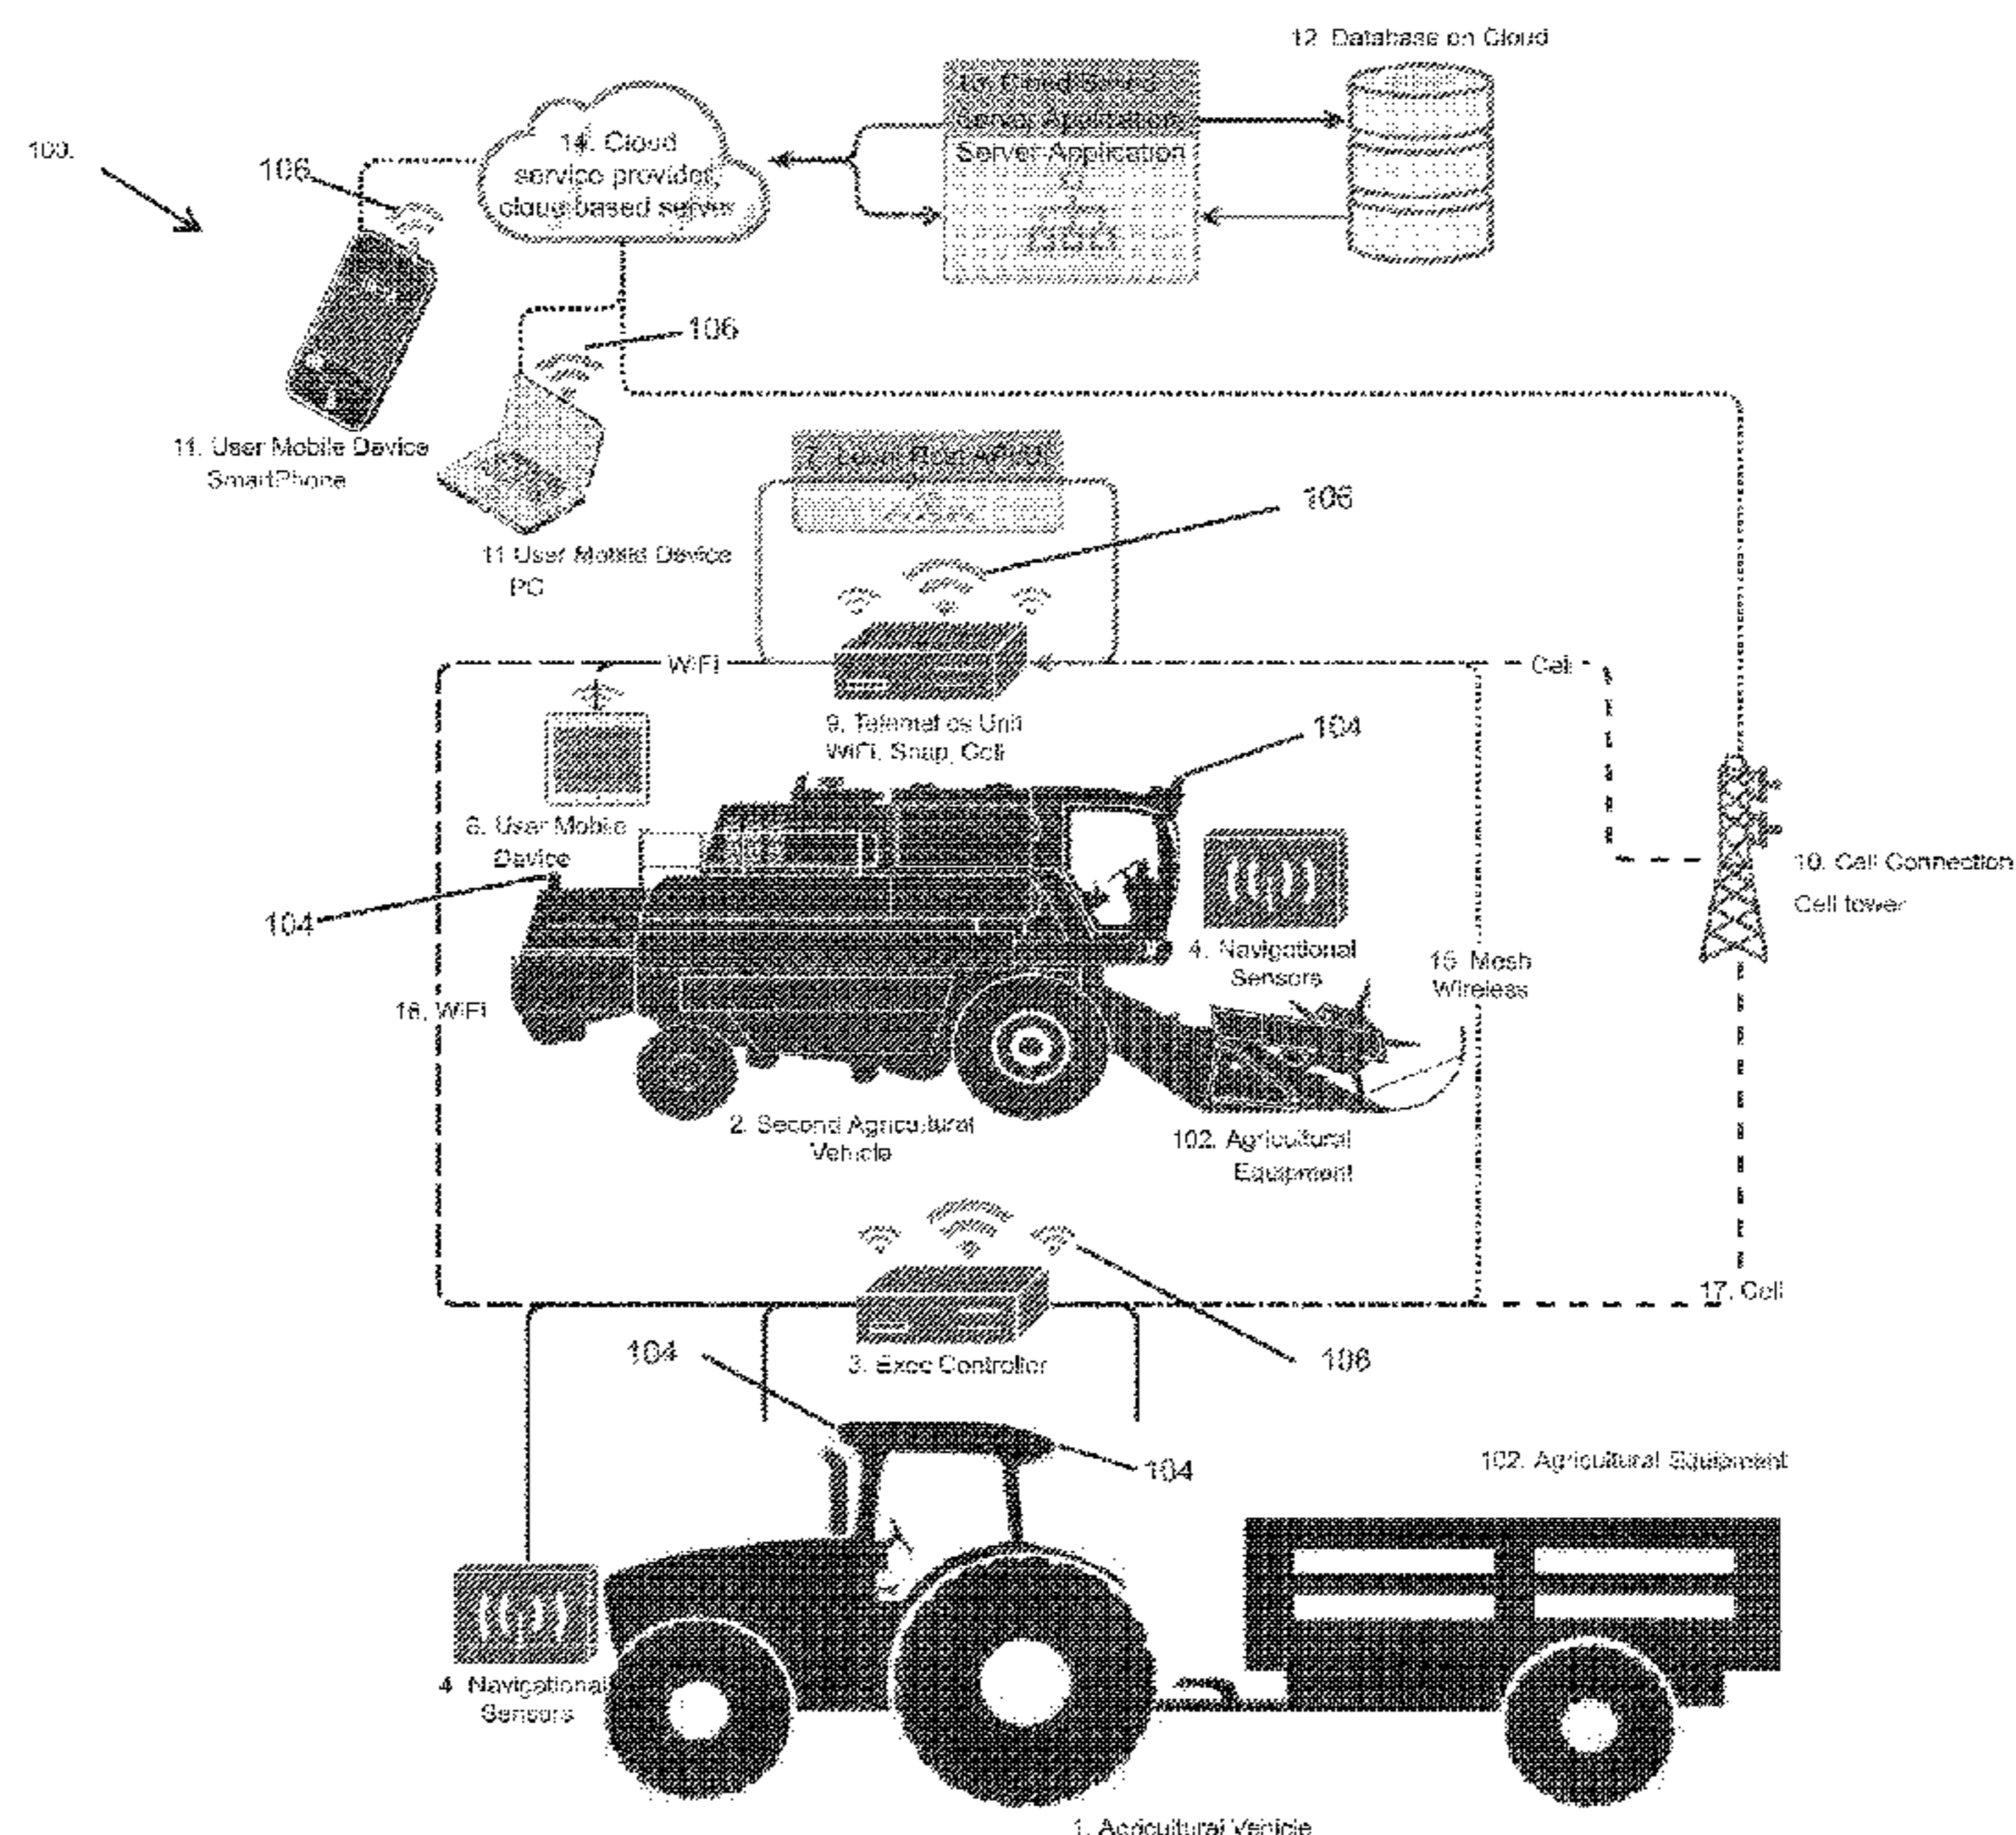 12. Database on Cloud
Server Application
Server Application
100.
106
14. Cloud
service provider,
cloud based server
106
11. User Mobile Device
SmartPhone
106
11 User Mobile Device
PC
WiFi
Cell
9. Telematics Unit
WiFi, Snap, Cell
104
8. User Mobile
Device
10. Cell Connection
Cell tower
104
4. Navigational
Sensors
15. Mesh
Wireless
16. WiFi
2. Second Agricultural
Vehicle
102. Agricultural
Equipment
17. Cell
104
3. Exec Controller
106
104
102. Agricultural Equipment
4. Navigational
Sensors
1. Agricultural Vehicle